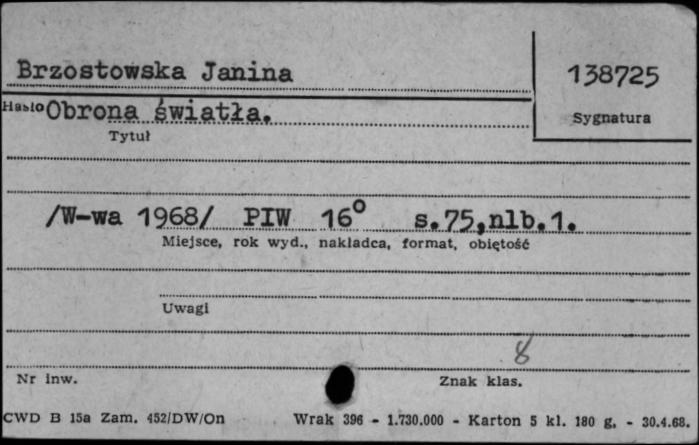 Brzostowska Janina
138725
Hasło
Sygnatura
Obrona światła.
Tytuł
/W-wa 1968/ PIW 16° s.75,nlb.1.
Miejsce, rok wyd., nakładca, format, objętość
Uwagi
8
Nr inw.
Znak klas.
CWD B 15a Zam. 452/DW/On Wrak 396 - 1.730.000 - Karton 5 kl. 180 g. - 30.4.68.